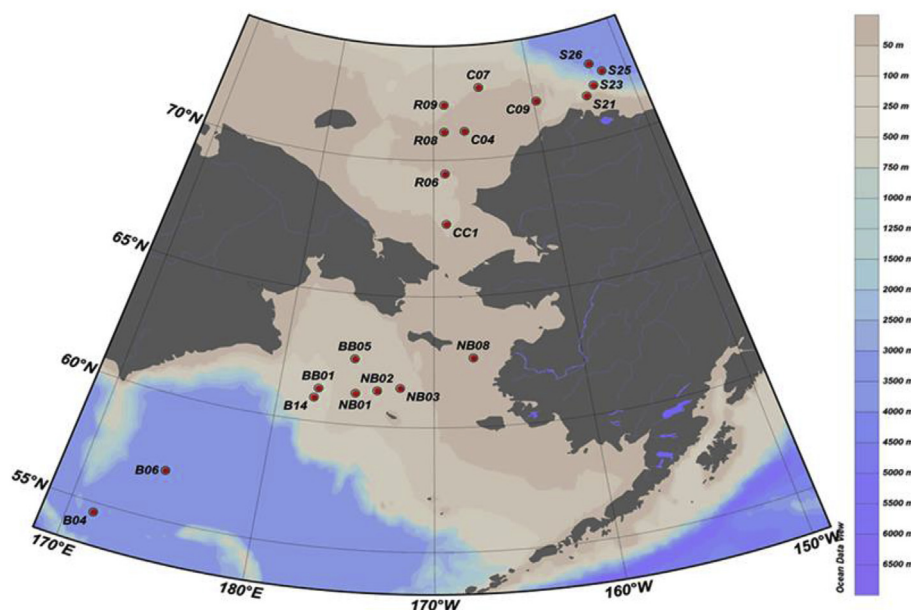 S26
S25
C07
S23
R09
C09
S21
R08
C04
R06
CC1
BB05
NB08
BB01
NB02
B14
NB01
NB03
B06
B04
70°N
65°N
60°N
55°N
170°E
180°W
170°W
160°W
150°W
50 m
100 m
250 m
500 m
750 m
1000 m
1250 m
1500 m
2000 m
2500 m
3000 m
3500 m
4000 m
4500 m
5000 m
5500 m
6000 m
6500 m
Ocean Data View